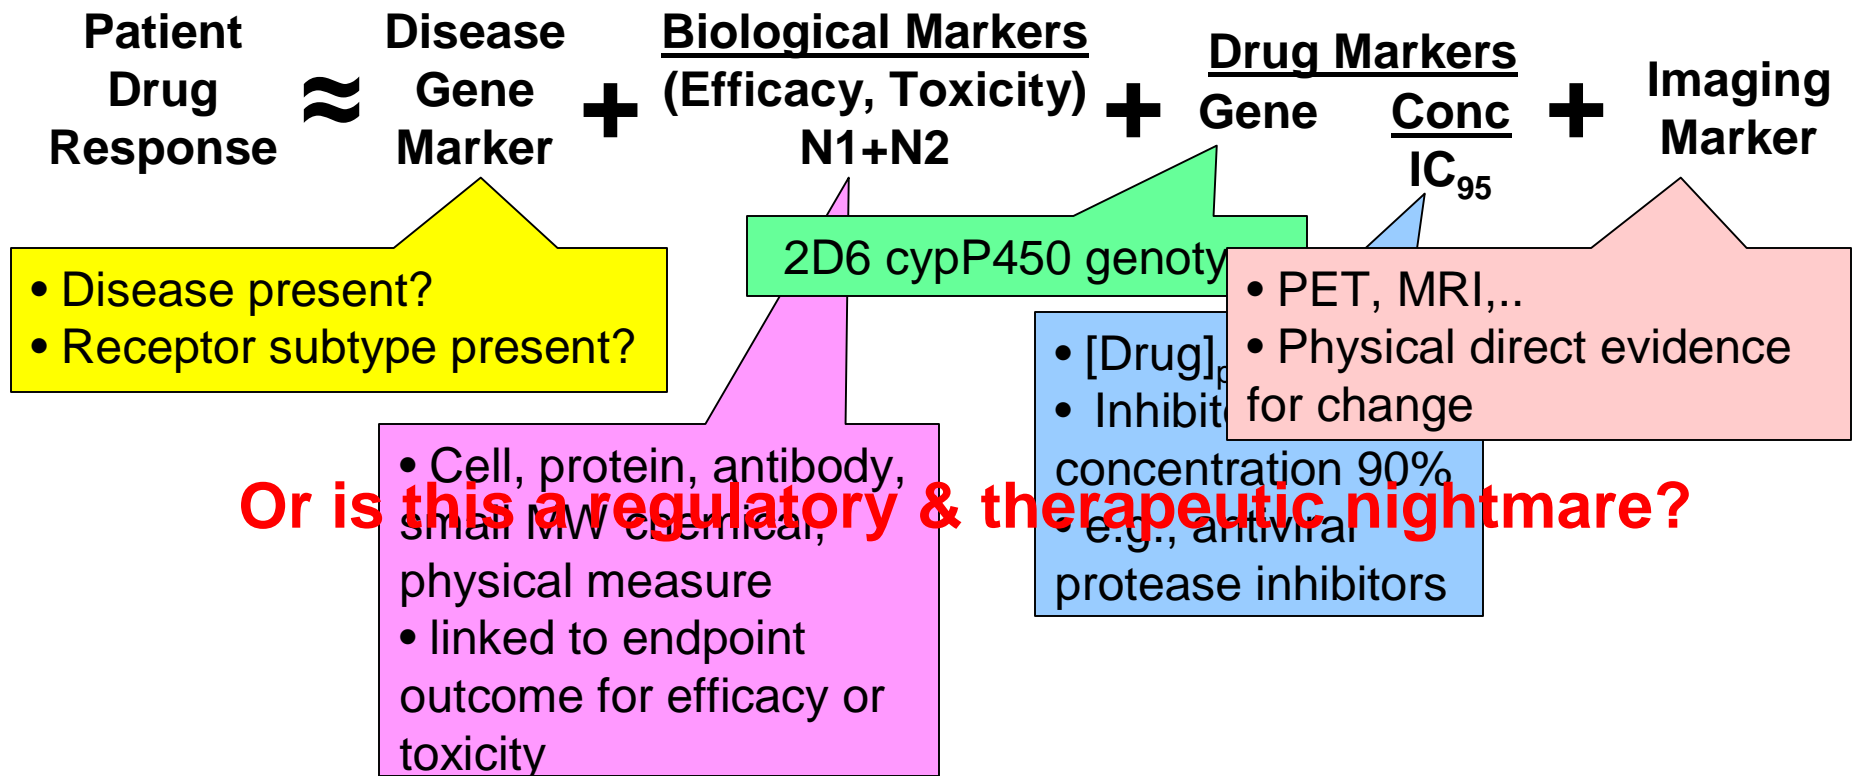 Patient
Drug
Response
≈
Disease
Gene
Marker
+
Biological Markers
(Efficacy, Toxicity)
N1+N2
+
Drug Markers
Gene Conc
IC95
+
Imaging
Marker
• Disease present?
• Receptor subtype present?
• Cell, protein, antibody,
small MW chemical,
physical measure
• linked to endpoint
outcome for efficacy or
toxicity
2D6 cypP450
• [Drug]
•
concentration 90%
• e.g., antiviral
protease inhibitors
• PET, MRI,..
• Physical direct evidence
for change
Or is this a regulatory & therapeutic nightmare?